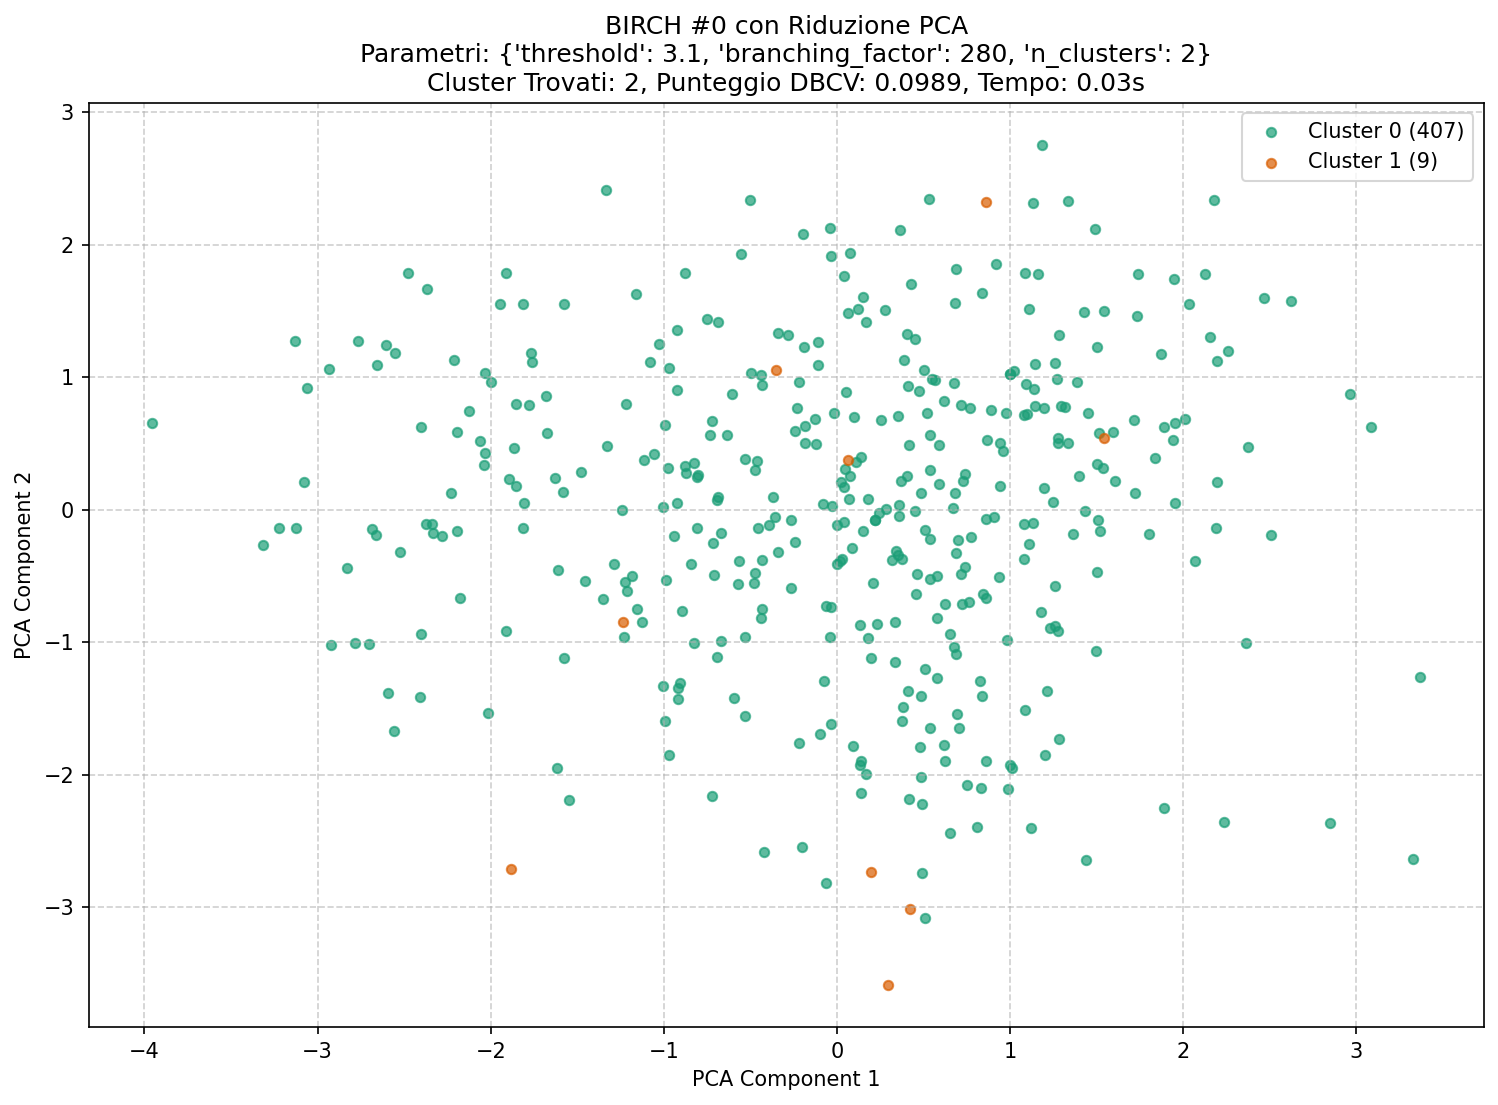 BIRCH #0 con Riduzione PCA
Parametri: {'threshold': 3.1, 'branching_factor': 280, 'n_clusters': 2}
Cluster Trovati: 2, Punteggio DBCV: 0.0989, Tempo: 0.03s
Cluster 0 (407)
Cluster 1 (9)
PCA Component 2
3
2
1
0
−1
−2
−3
−4
−3
−2
−1
0
1
2
3
PCA Component 1